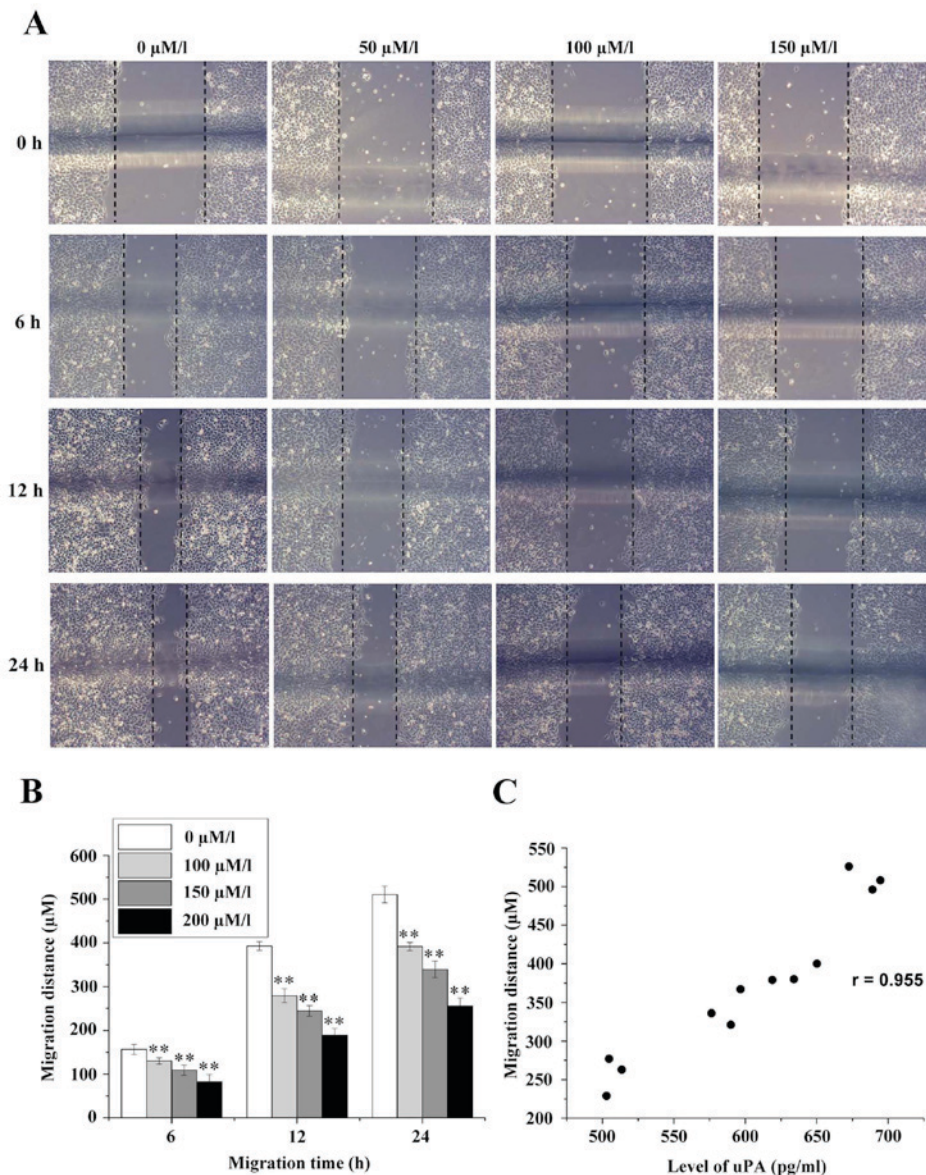 A
0 µM/l 50 µM/l 100 µM/l 150 µM/l
0 h
6 h
12 h
24 h
B
0 µM/l
100 µM/l
150 µM/l
200 µM/l
600
500
400
300
200
100
0
Migration distance (µM)
** ** **
** ** **
** ** **
6 12 24
Migration time (h)
C
550
500
450
400
350
300
250
200
Migration distance (µM)
r = 0.955
500 550 600 650 700
Level of uPA (pg/ml)